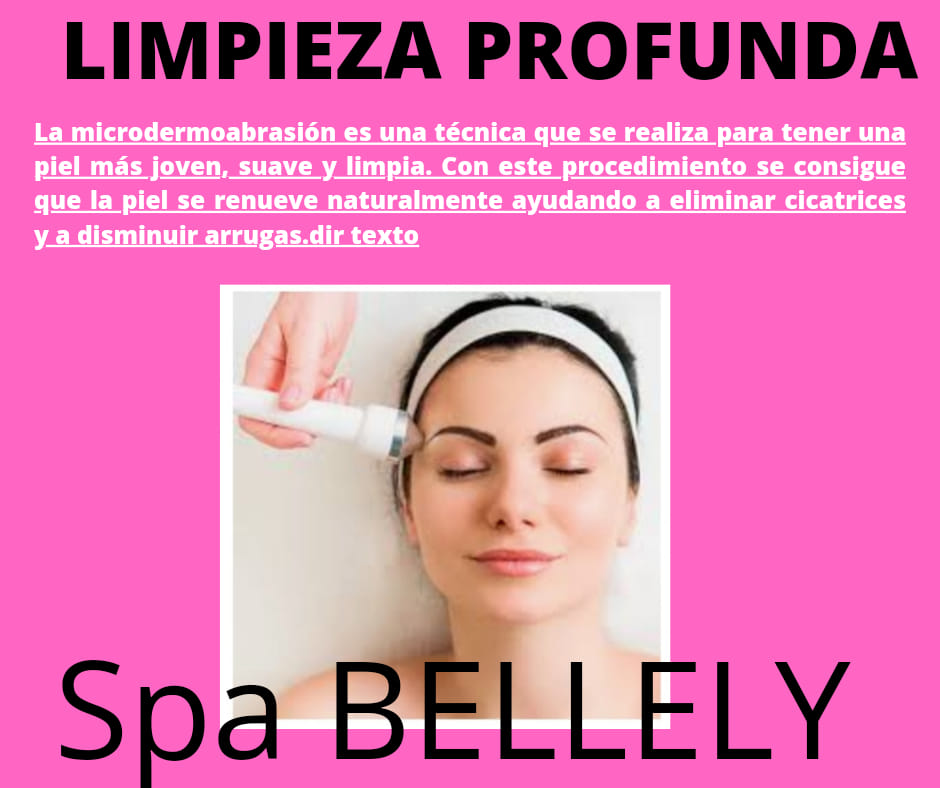 LIMPIEZA PROFUNDA
La microdermoabrasión es una técnica que se realiza para tener una
piel más joven, suave y limpia. Con este procedimiento se consigue
que la piel se renueve naturalmente ayudando a eliminar cicatrices
y a disminuir arrugas.dir texto
Spa BELLELY